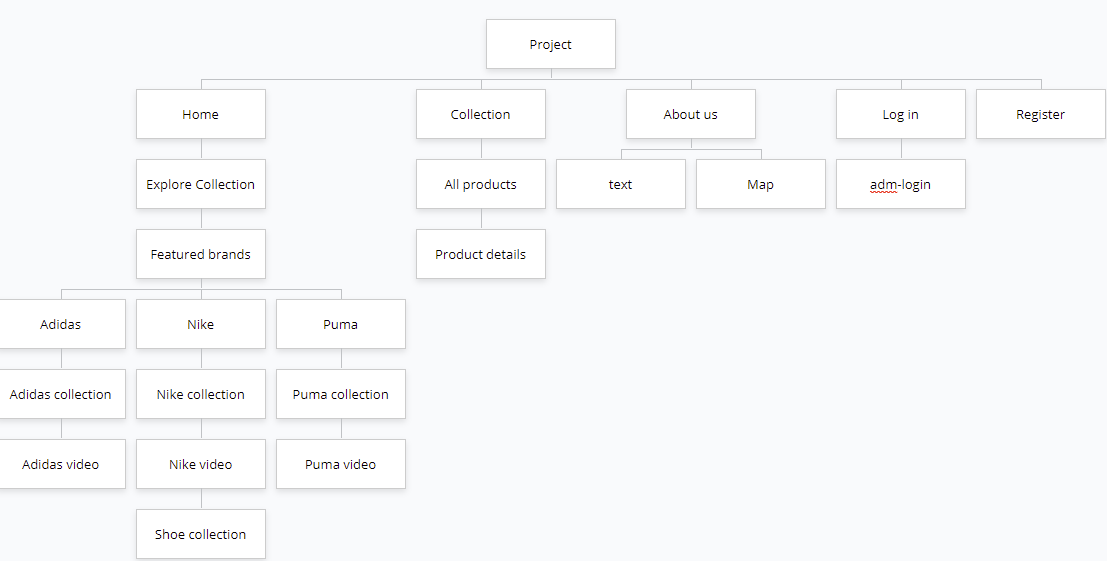 Project
Home
Collection
About us
Log in
Register
Explore Collection
All products
text
Map
adm-login
Featured brands
Product details
Adidas
Nike
Puma
Adidas collection
Nike collection
Puma collection
Adidas video
Nike video
Puma video
Shoe collection